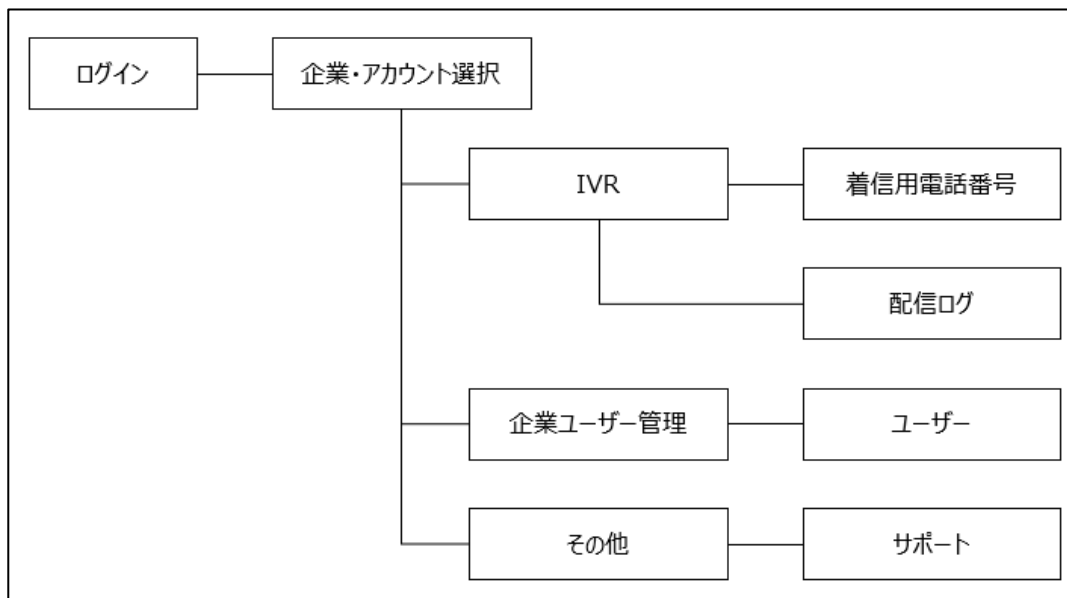 ログイン
企業・アカウント選択
IVR
着信用電話番号
配信ログ
企業ユーザー管理
ユーザー
その他
サポート